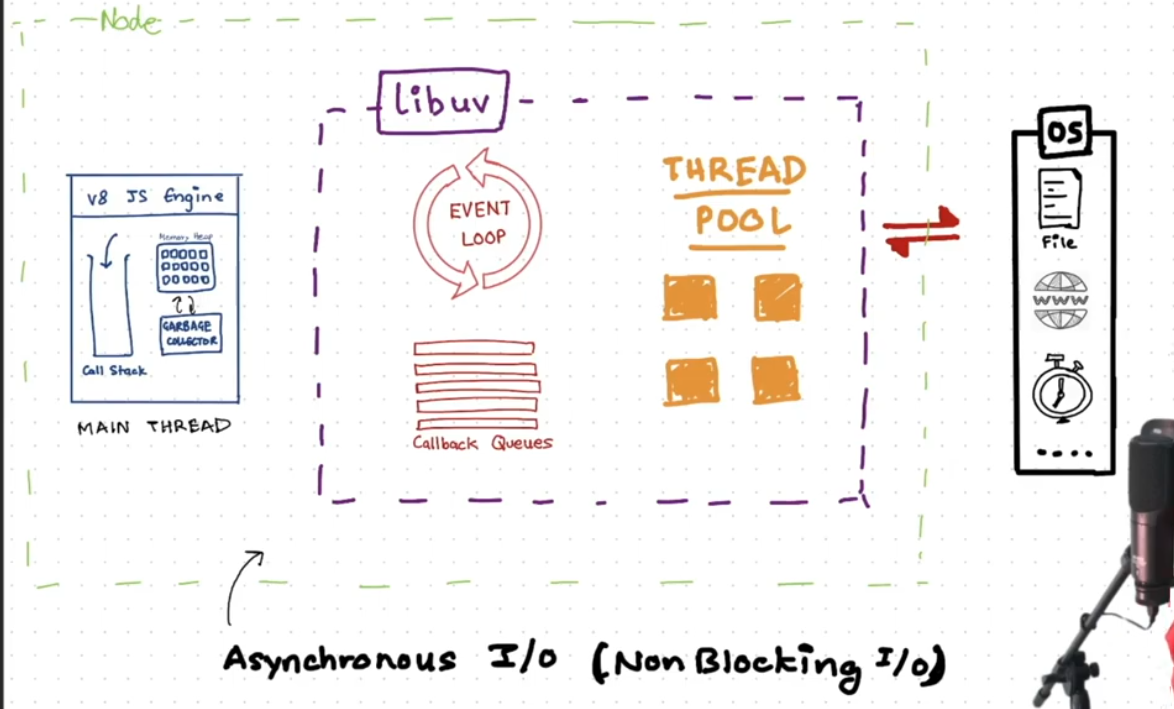 Node
libuv
V8 JS Engine
Memory Heap
GARBAGE
COLLECTOR
Call Stack
MAIN THREAD
EVENT
LOOP
Callback Queues
THREAD
POOL
OS
File
WWW
Asynchronous I/O (Non Blocking I/O)